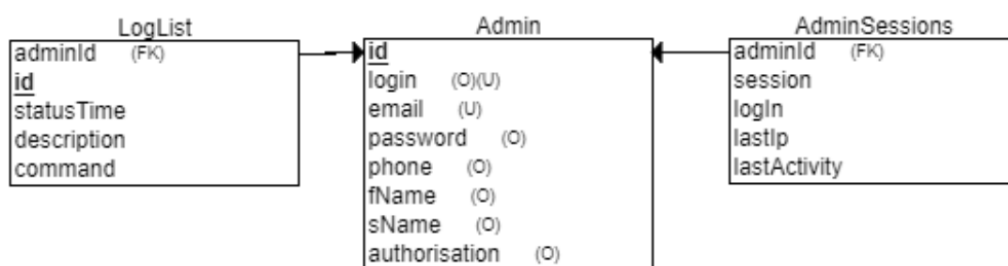 LogList
adminId (FK)
id
statusTime
description
command
Admin
id
login (O)(U)
email (U)
password (O)
phone (O)
fName (O)
sName (O)
authorisation (O)
AdminSessions
adminId (FK)
session
logIn
lastIp
lastActivity